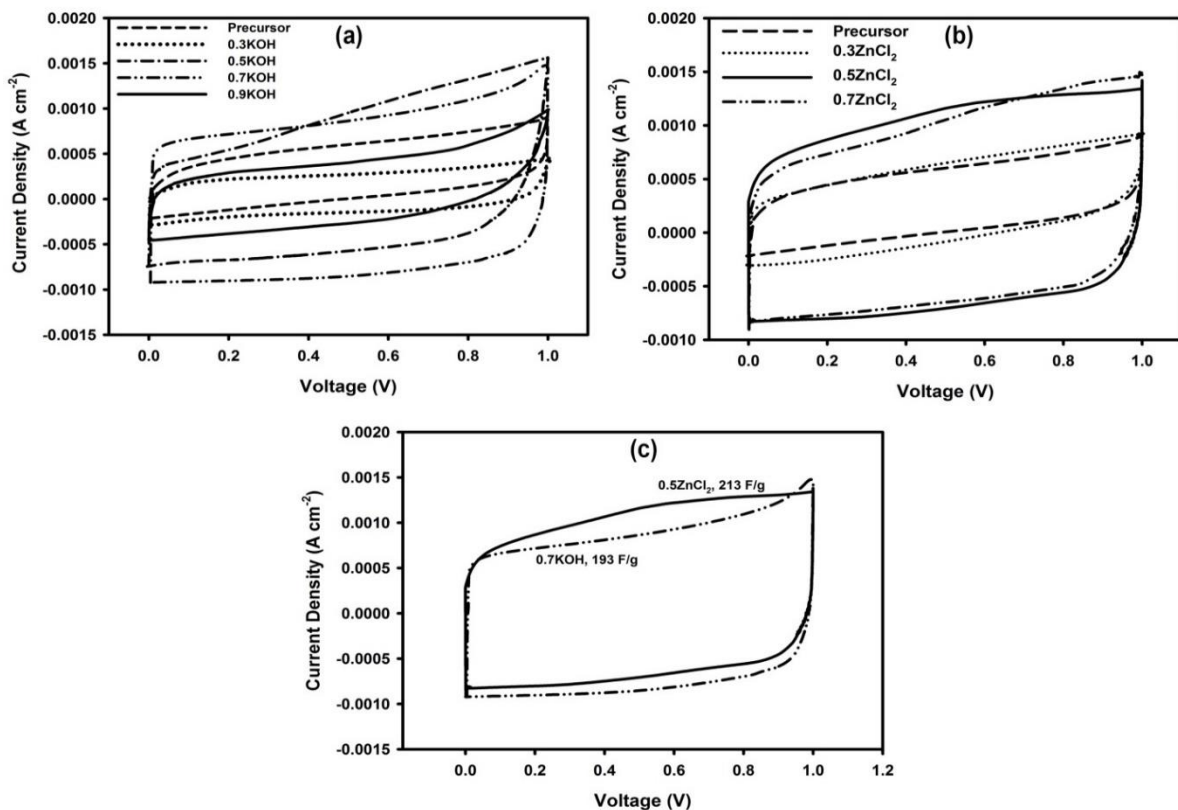 (a)
Precursor
0.3KOH
0.5KOH
0.7KOH
0.9KOH
Current Density (A cm⁻²)
0.0020
0.0015
0.0010
0.0005
0.0000
-0.0005
-0.0010
-0.0015
0.0 0.2 0.4 0.6 0.8 1.0
Voltage (V)
(b)
Precursor
0.3ZnCl₂
0.5ZnCl₂
0.7ZnCl₂
Current Density (A cm⁻²)
0.0020
0.0015
0.0010
0.0005
0.0000
-0.0005
-0.0010
0.0 0.2 0.4 0.6 0.8 1.0
Voltage (V)
(c)
0.5ZnCl₂, 213 F/g
0.7KOH, 193 F/g
Current Density (A cm⁻²)
0.0020
0.0015
0.0010
0.0005
0.0000
-0.0005
-0.0010
-0.0015
0.0 0.2 0.4 0.6 0.8 1.0 1.2
Voltage (V)